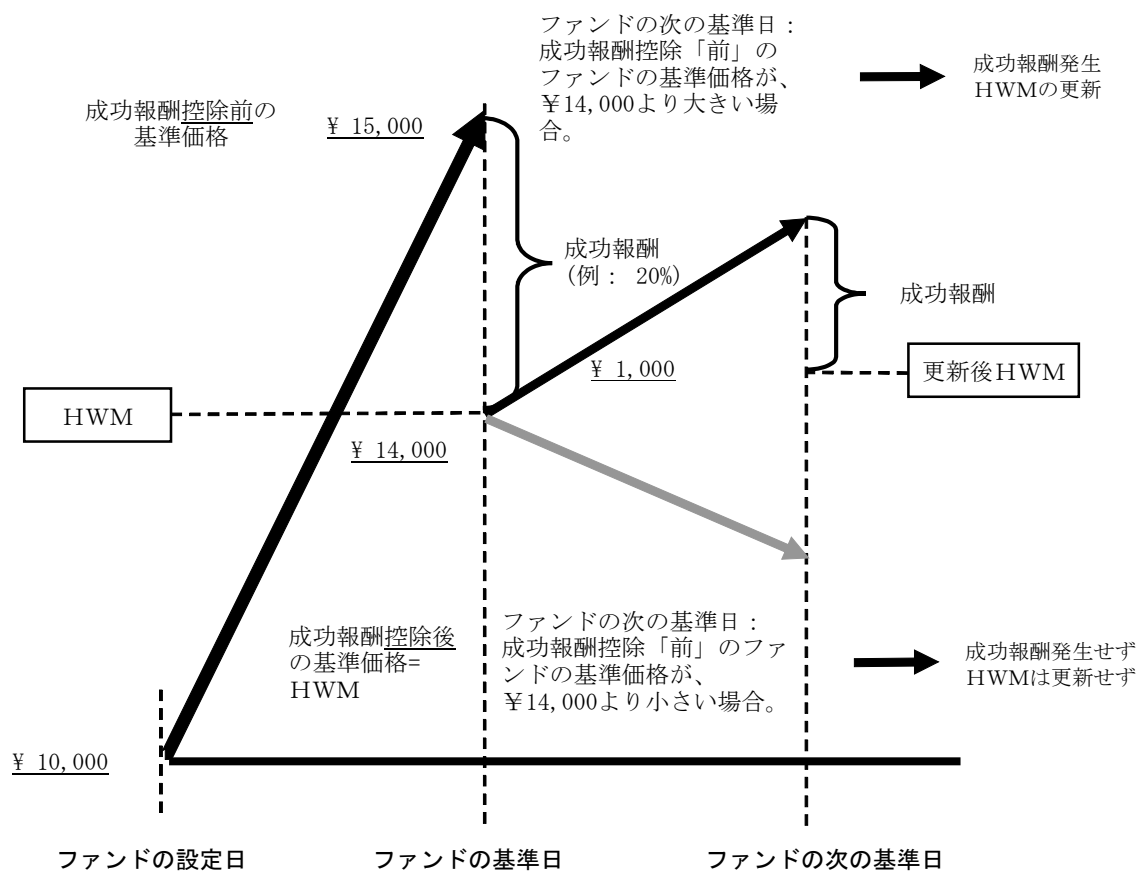 ファンドの次の基準日:
成功報酬控除「前」の
ファンドの基準価格が、
￥14,000より大きい場
合。
成功報酬発生
HWMの更新
成功報酬控除前の
基準価格
¥ 15,000
成功報酬
(例: 20%)
成功報酬
¥ 1,000
更新後HWM
HWM
¥ 14,000
成功報酬控除後
の基準価格=
HWM
ファンドの次の基準日:
成功報酬控除「前」のファ
ンドの基準価格が、
￥14,000より小さい場合。
成功報酬発生せず
HWMは更新せず
¥ 10,000
ファンドの設定日
ファンドの基準日
ファンドの次の基準日